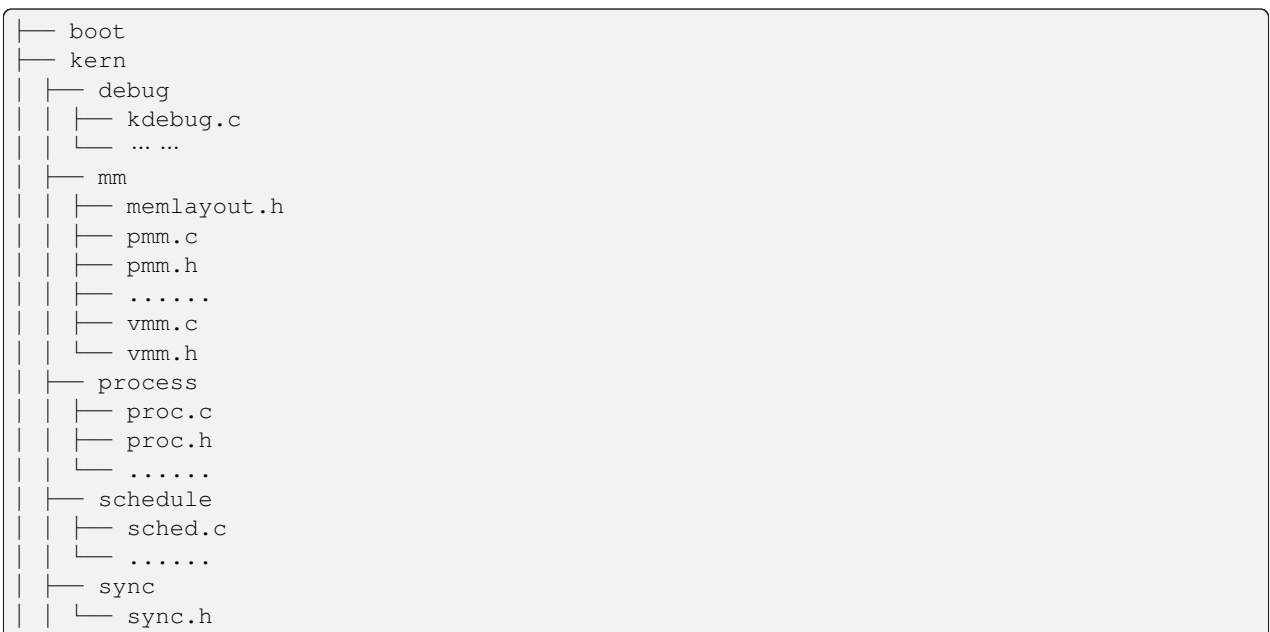 ├── boot
├── kern
│ ├── debug
│ │ ├── kdebug.c
│ │ └── … …
│ ├── mm
│ │ ├── memlayout.h
│ │ ├── pmm.c
│ │ ├── pmm.h
│ │ ├── ......
│ │ ├── vmm.c
│ │ └── vmm.h
│ ├── process
│ │ ├── proc.c
│ │ ├── proc.h
│ │ └── ......
│ ├── schedule
│ │ ├── sched.c
│ │ └── ......
│ ├── sync
│ │ └── sync.h